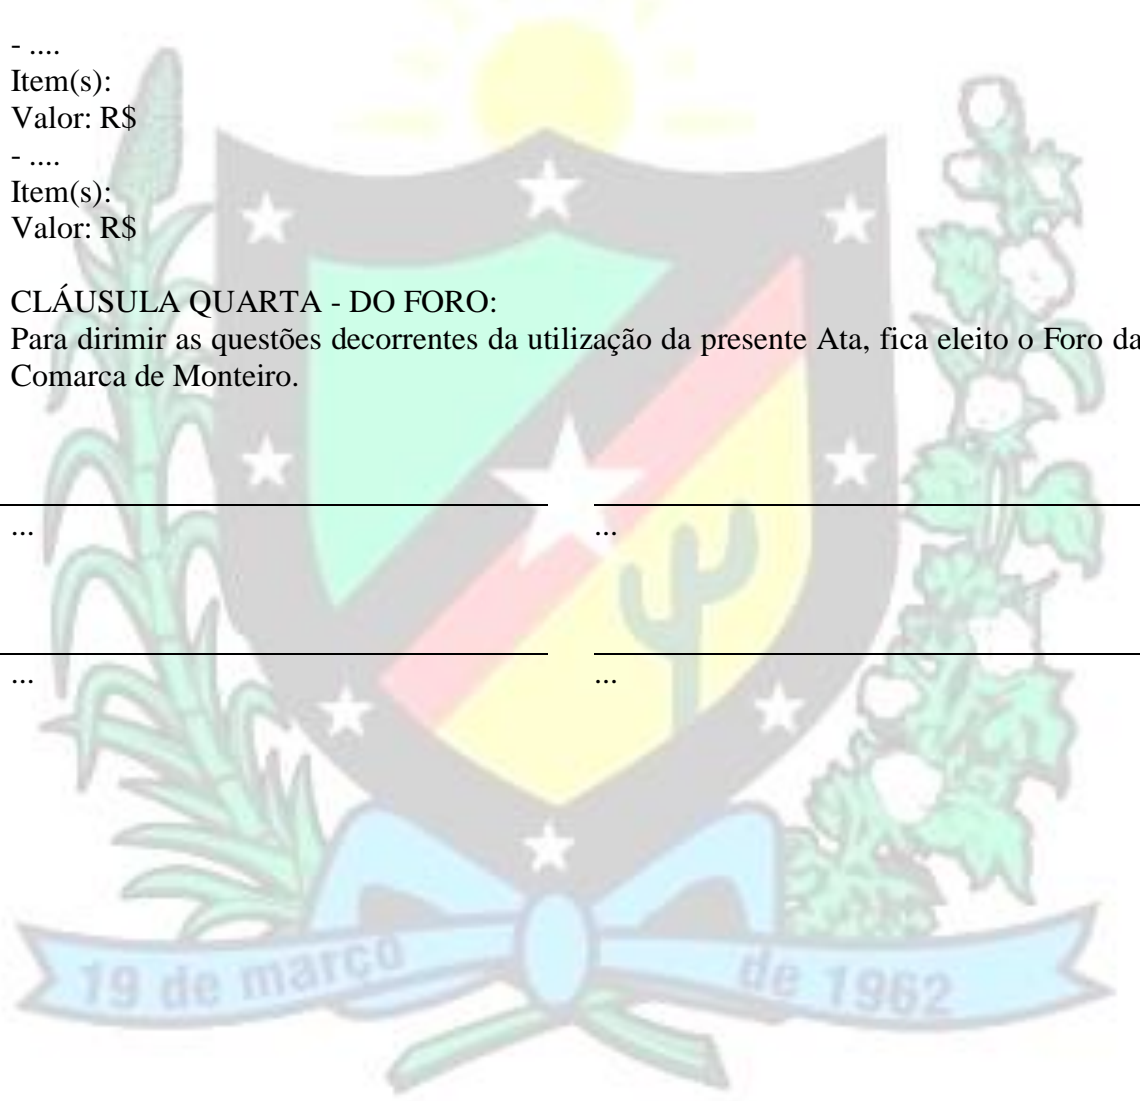 - ....
Item(s):
Valor: R$
- ....
Item(s):
Valor: R$
CLÁUSULA QUARTA - DO FORO:
Para dirimir as questões decorrentes da utilização da presente Ata, fica eleito o Foro da
Comarca de Monteiro.
... ...
... ...
19 de março de 1962